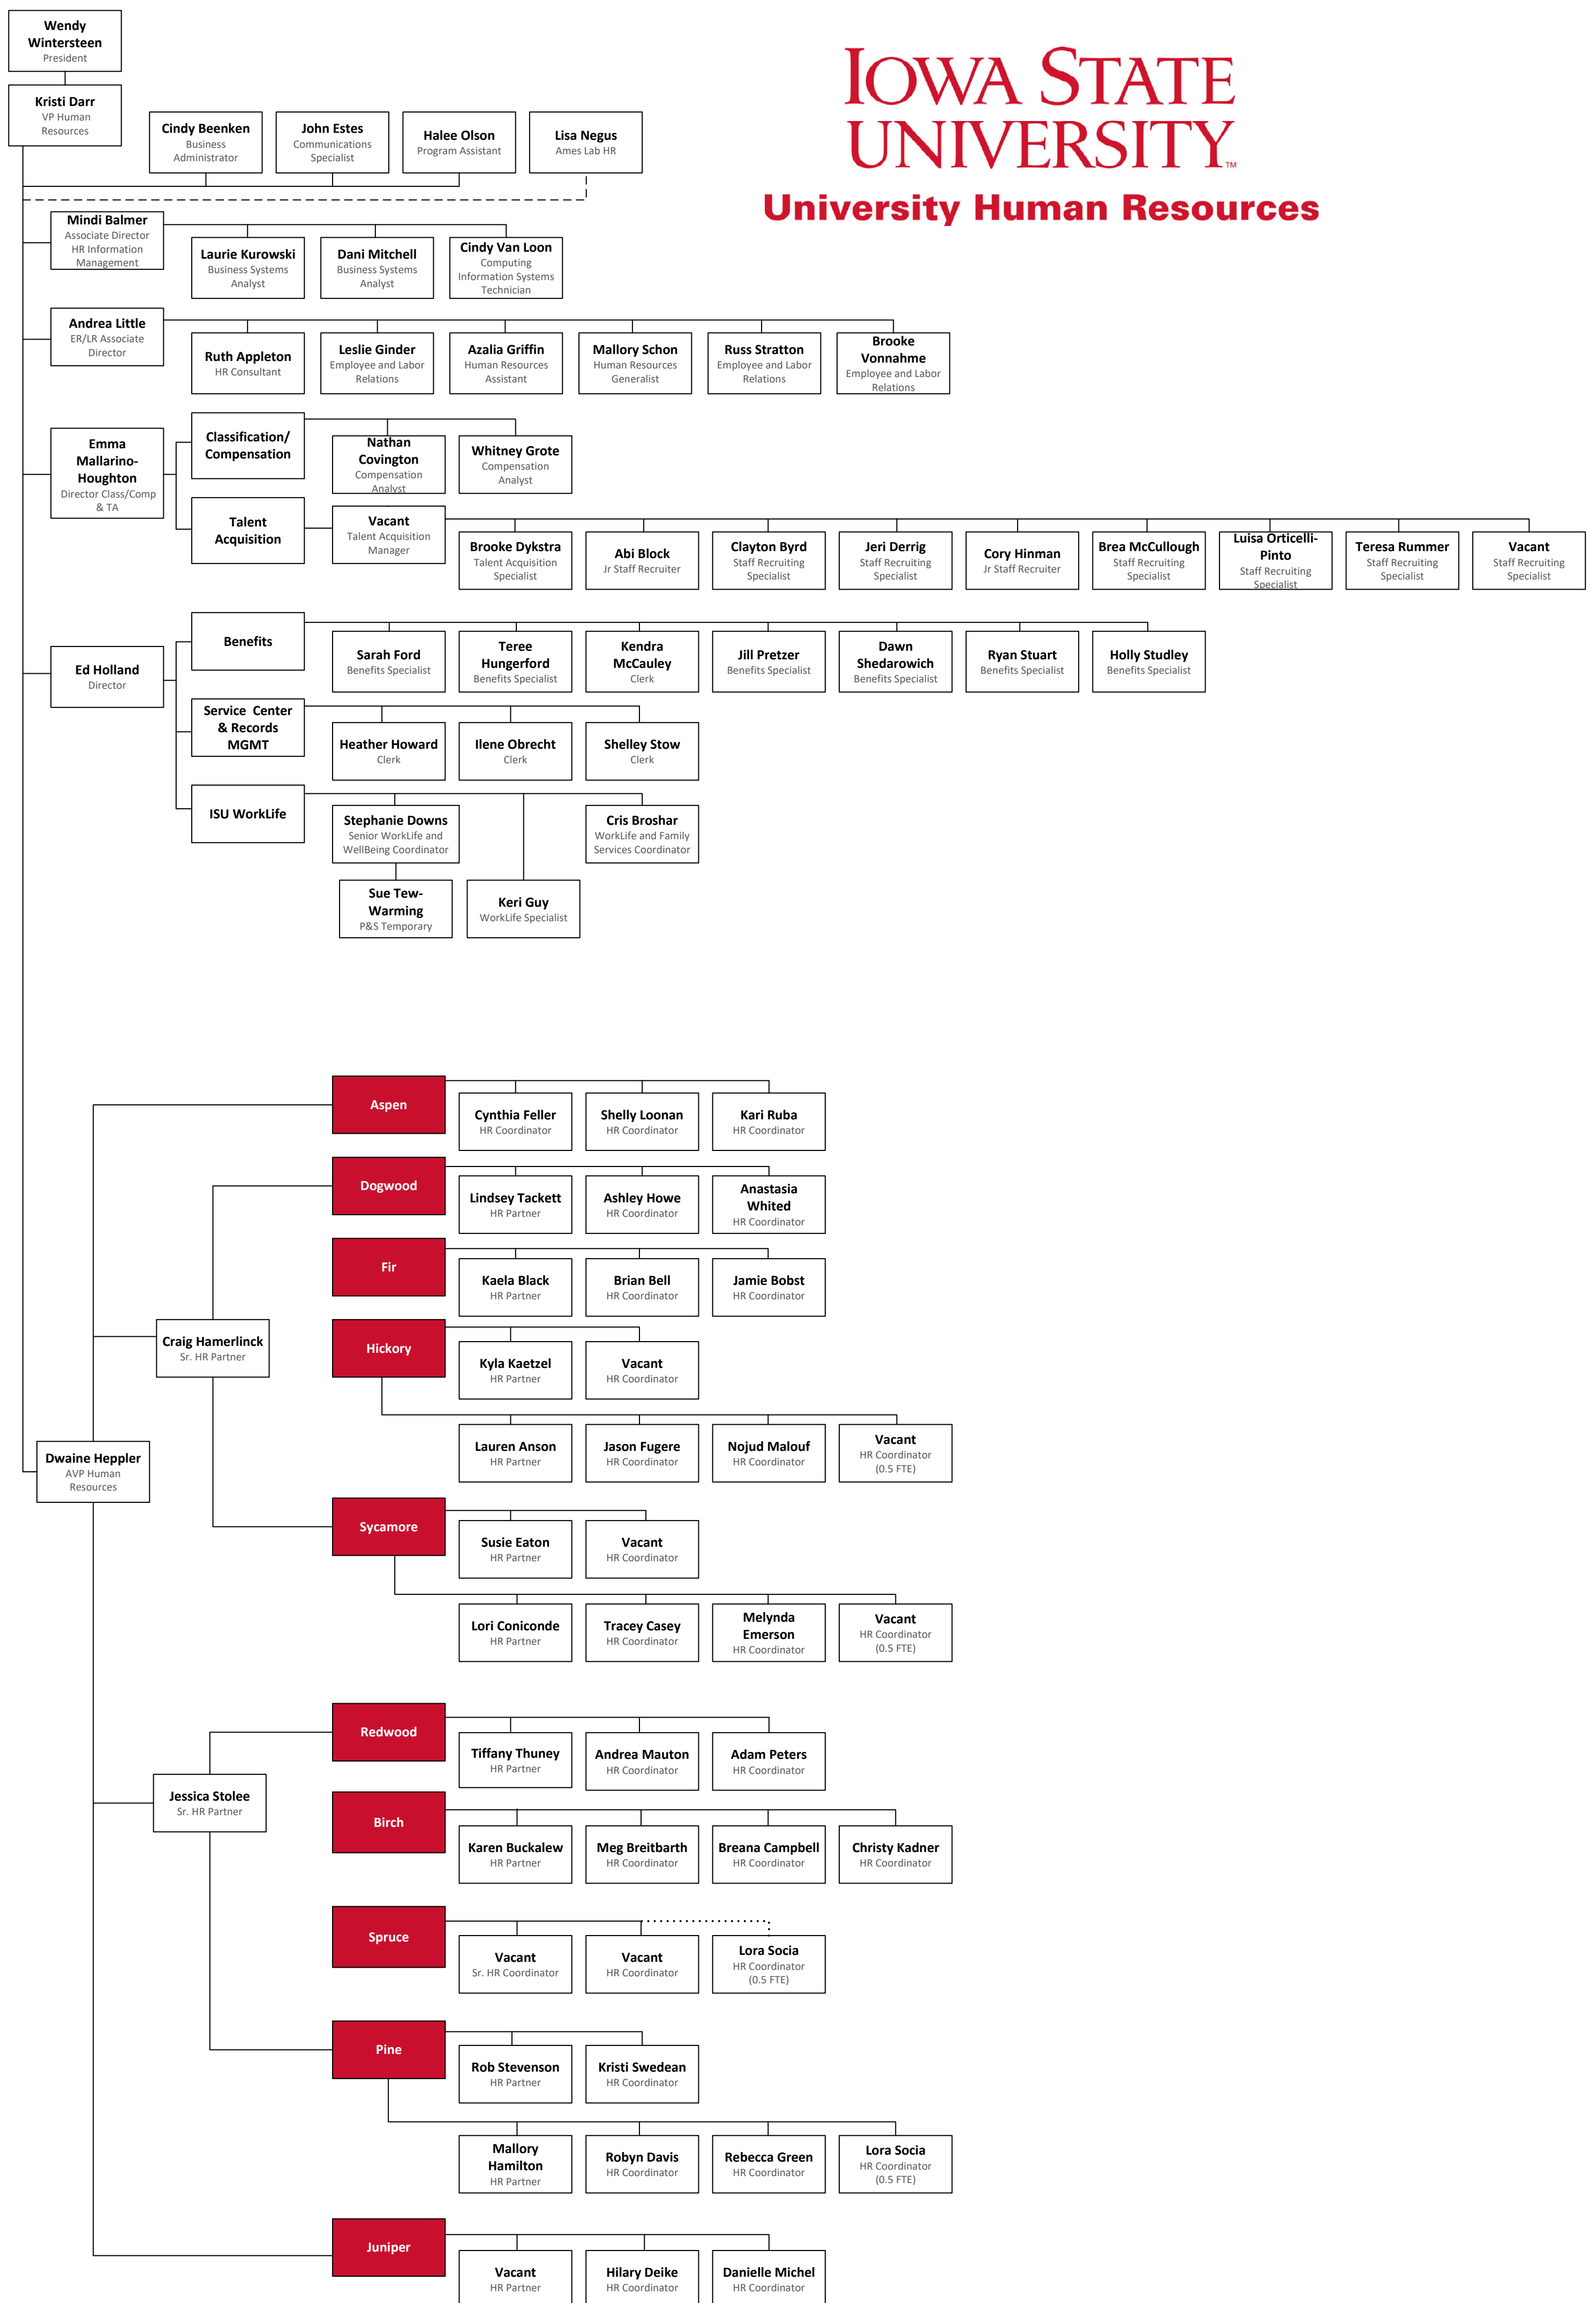 Wendy
Wintersteen
President
IOWA STATE
UNIVERSITY™
University Human Resources
Kristi Darr
VP Human
Resources
Cindy Beenken
Business
Administrator
John Estes
Communications
Specialist
Halee Olson
Program Assistant
Lisa Negus
Ames Lab HR
Mindi Balmer
Associate Director
HR Information
Management
Laurie Kurowski
Business Systems
Analyst
Dani Mitchell
Business Systems
Analyst
Cindy Van Loon
Computing
Information Systems
Technician
Andrea Little
ER/LR Associate
Director
Ruth Appleton
HR Consultant
Leslie Ginder
Employee and Labor
Relations
Azalia Griffin
Human Resources
Assistant
Mallory Schon
Human Resources
Generalist
Russ Stratton
Employee and Labor
Relations
Brooke
Vonnahme
Employee and Labor
Relations
Emma
Mallarino-
Houghton
Director Class/Comp
& TA
Classification/
Compensation
Nathan
Covington
Compensation
Analyst
Whitney Grote
Compensation
Analyst
Talent
Acquisition
Vacant
Talent Acquisition
Manager
Brooke Dykstra
Talent Acquisition
Specialist
Abi Block
Jr Staff Recruiter
Clayton Byrd
Staff Recruiting
Specialist
Jeri Derrig
Staff Recruiting
Specialist
Cory Hinman
Jr Staff Recruiter
Brea McCullough
Staff Recruiting
Specialist
Luisa Orticelli-
Pinto
Staff Recruiting
Specialist
Teresa Rummer
Staff Recruiting
Specialist
Vacant
Staff Recruiting
Specialist
Ed Holland
Director
Benefits
Sarah Ford
Benefits Specialist
Teree
Hungerford
Benefits Specialist
Kendra
McCauley
Clerk
Jill Pretzer
Benefits Specialist
Dawn
Shedarowich
Benefits Specialist
Ryan Stuart
Benefits Specialist
Holly Studley
Benefits Specialist
Service Center
& Records
MGMT
Heather Howard
Clerk
Ilene Obrecht
Clerk
Shelley Stow
Clerk
ISU WorkLife
Stephanie Downs
Senior WorkLife and
WellBeing Coordinator
Cris Broshar
WorkLife and Family
Services Coordinator
Sue Tew-
Warming
P&S Temporary
Keri Guy
WorkLife Specialist
Aspen
Cynthia Feller
HR Coordinator
Shelly Loonan
HR Coordinator
Kari Ruba
HR Coordinator
Dogwood
Lindsey Tackett
HR Partner
Ashley Howe
HR Coordinator
Anastasia
Whited
HR Coordinator
Fir
Kaela Black
HR Partner
Brian Bell
HR Coordinator
Jamie Bobst
HR Coordinator
Craig Hamerlinck
Sr. HR Partner
Hickory
Kyla Kaetzel
HR Partner
Vacant
HR Coordinator
Lauren Anson
HR Partner
Jason Fugere
HR Coordinator
Nojud Malouf
HR Coordinator
Vacant
HR Coordinator
(0.5 FTE)
Dwaine Heppler
AVP Human
Resources
Sycamore
Susie Eaton
HR Partner
Vacant
HR Coordinator
Lori Coniconde
HR Partner
Tracey Casey
HR Coordinator
Melynda
Emerson
HR Coordinator
Vacant
HR Coordinator
(0.5 FTE)
Redwood
Tiffany Thuney
HR Partner
Andrea Mauton
HR Coordinator
Adam Peters
HR Coordinator
Jessica Stolee
Sr. HR Partner
Birch
Karen Buckalew
HR Partner
Meg Breitbarth
HR Coordinator
Breana Campbell
HR Coordinator
Christy Kadner
HR Coordinator
Spruce
Vacant
Sr. HR Coordinator
Vacant
HR Coordinator
Lora Socia
HR Coordinator
(0.5 FTE)
Pine
Rob Stevenson
HR Partner
Kristi Swedean
HR Coordinator
Mallory
Hamilton
HR Partner
Robyn Davis
HR Coordinator
Rebecca Green
HR Coordinator
Lora Socia
HR Coordinator
(0.5 FTE)
Juniper
Vacant
HR Partner
Hilary Deike
HR Coordinator
Danielle Michel
HR Coordinator